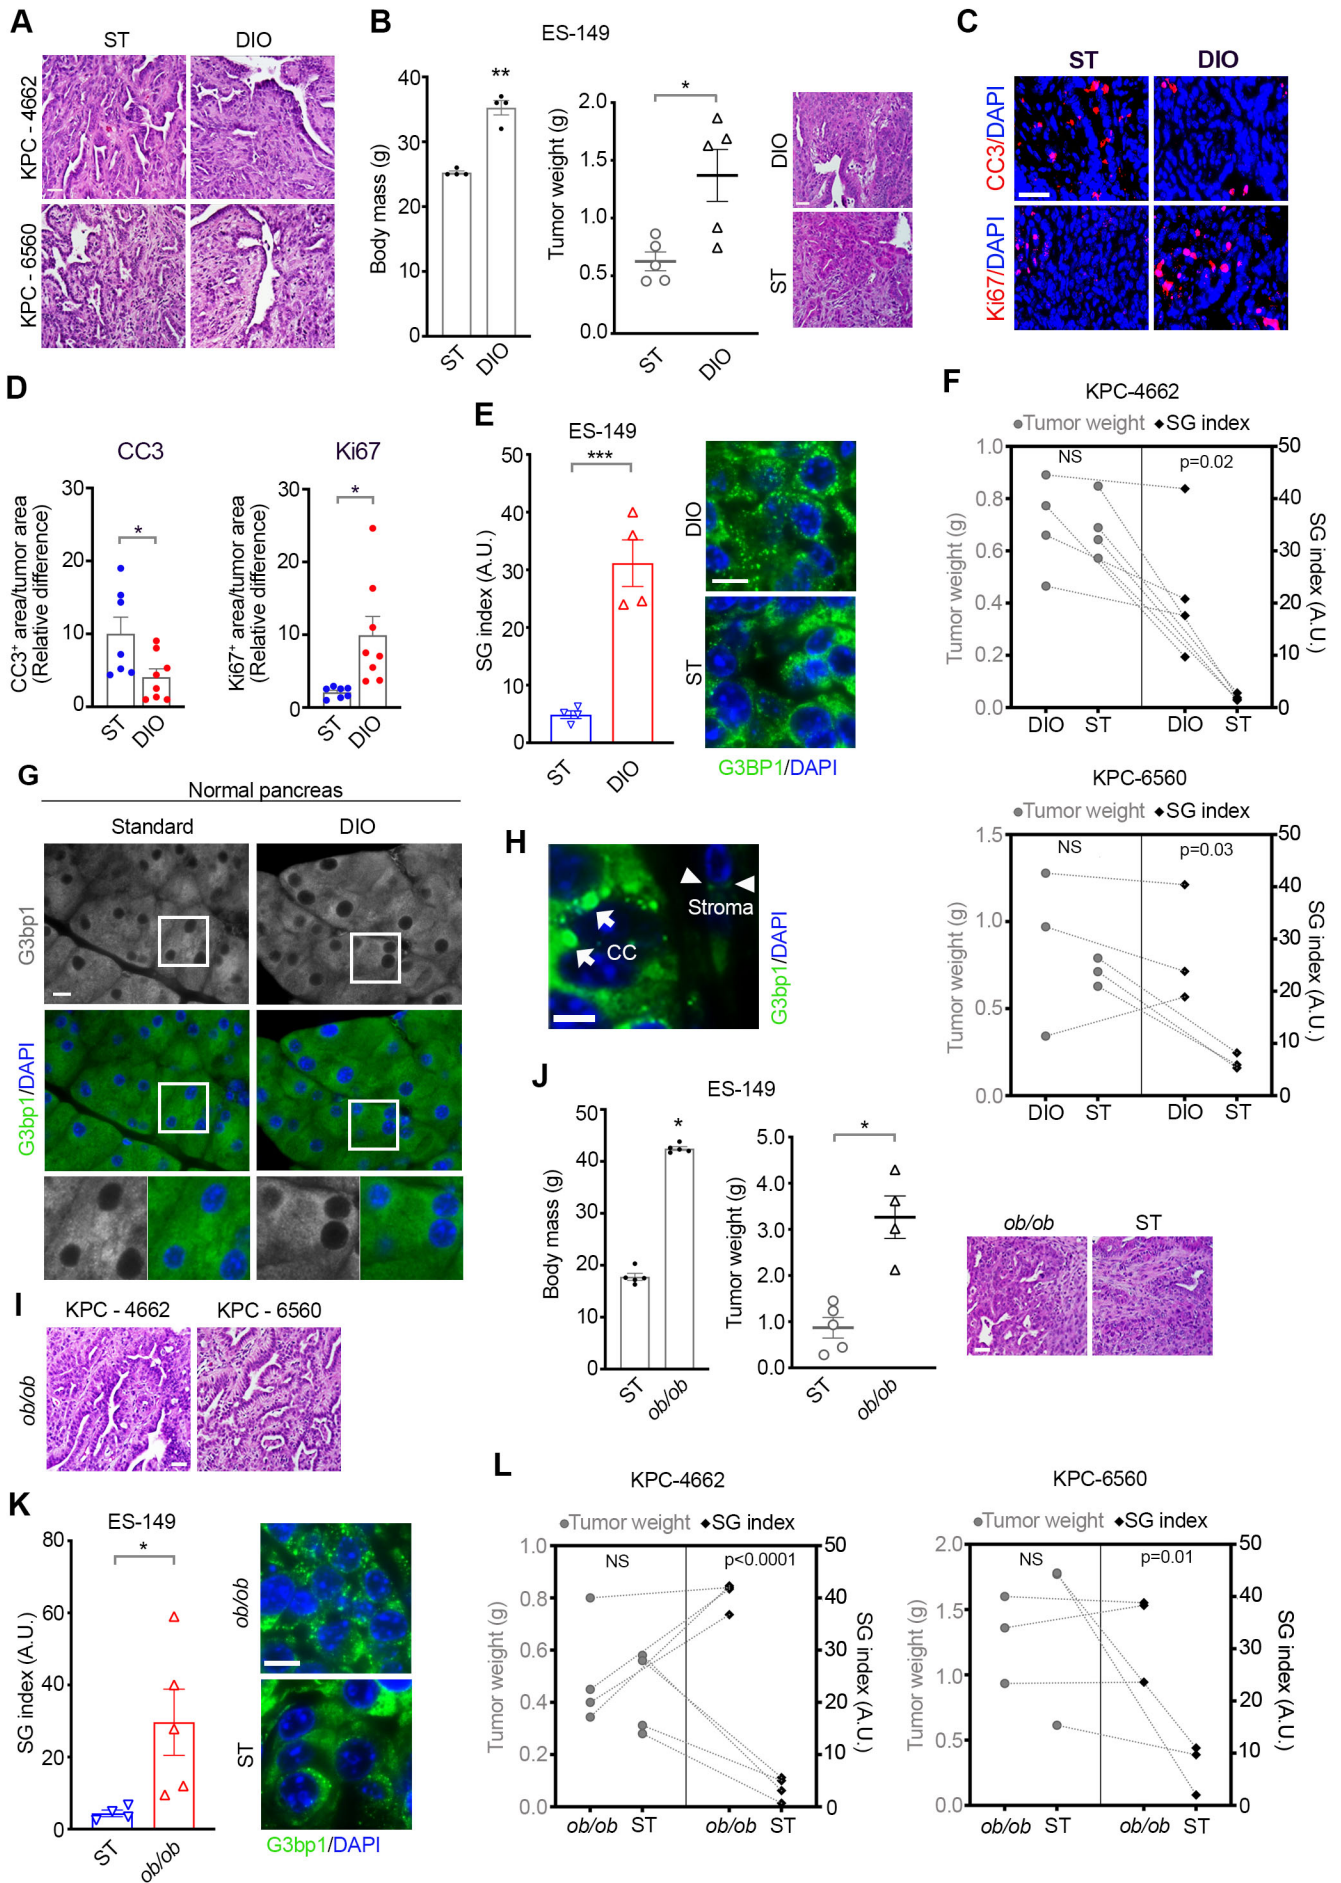 A
ST
DIO
KPC - 4662
KPC - 6560
B
ES-149
Body mass (g)
40
30
20
10
0
**
ST
DIO
Tumor weight (g)
2.0
1.5
1.0
0.5
0.0
*
ST
DIO
DIO
ST
C
ST
DIO
CC3/DAPI
Ki67/DAPI
D
CC3
CC3+ area/tumor area
(Relative difference)
30
20
10
0
*
ST
DIO
Ki67
Ki67+ area/tumor area
(Relative difference)
30
20
10
0
*
ST
DIO
E
ES-149
SG index (A.U.)
50
40
30
20
10
0
***
ST
DIO
DIO
ST
G3BP1/DAPI
F
KPC-4662
Tumor weight SG index
Tumor weight (g)
1.0
0.8
0.6
0.4
0.2
0.0
NS
p=0.02
50
40
30
20
10
0
SG index (A.U.)
DIO ST DIO ST
KPC-6560
Tumor weight SG index
Tumor weight (g)
1.5
1.0
0.5
0.0
NS
p=0.03
50
40
30
20
10
0
SG index (A.U.)
DIO ST DIO ST
G
Normal pancreas
Standard
DIO
G3bp1
G3bp1/DAPI
H
Stroma
CC
G3bp1/DAPI
I
KPC - 4662
KPC - 6560
ob/ob
J
ES-149
Body mass (g)
50
40
30
20
10
0
*
ST
ob/ob
Tumor weight (g)
5.0
4.0
3.0
2.0
1.0
0.0
*
ST
ob/ob
ob/ob
ST
K
ES-149
SG index (A.U.)
80
60
40
20
0
*
ST
ob/ob
ob/ob
ST
G3bp1/DAPI
L
KPC-4662
Tumor weight SG index
Tumor weight (g)
1.0
0.8
0.6
0.4
0.2
0.0
NS
p<0.0001
50
40
30
20
10
0
SG index (A.U.)
ob/ob ST ob/ob ST
KPC-6560
Tumor weight SG index
Tumor weight (g)
2.0
1.5
1.0
0.5
0.0
NS
p=0.01
50
40
30
20
10
0
SG index (A.U.)
ob/ob ST ob/ob ST